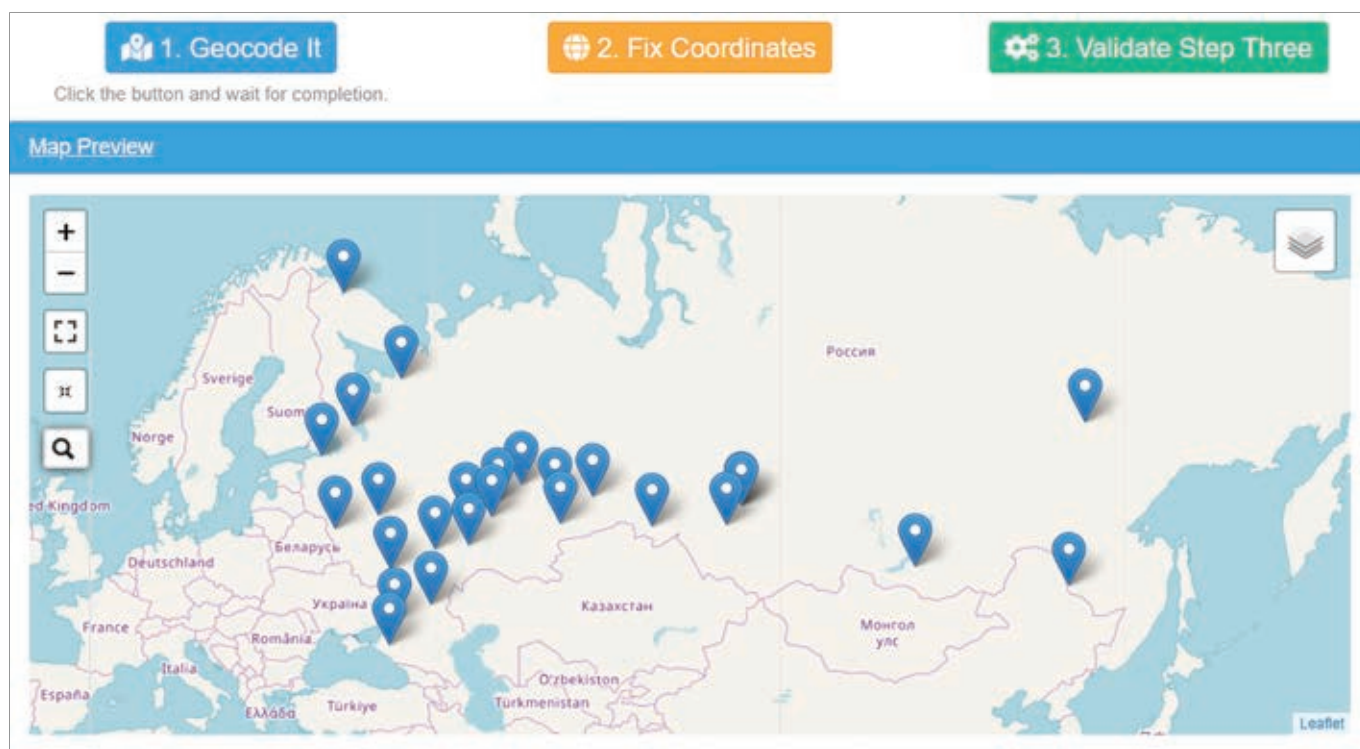 1. Geocode It
2. Fix Coordinates
3. Validate Step Three
Click the button and wait for completion.
Map Preview
+
−
Россия
Sverige
Suom
Norge
ed Kingdom
Беларусь
Deutschland
Україна
Казахстан
France
Монгол
улс
România
Italia
O'zbekiston
España
Türkmenistan
Ελλάδα
Türkiye
Leaflet